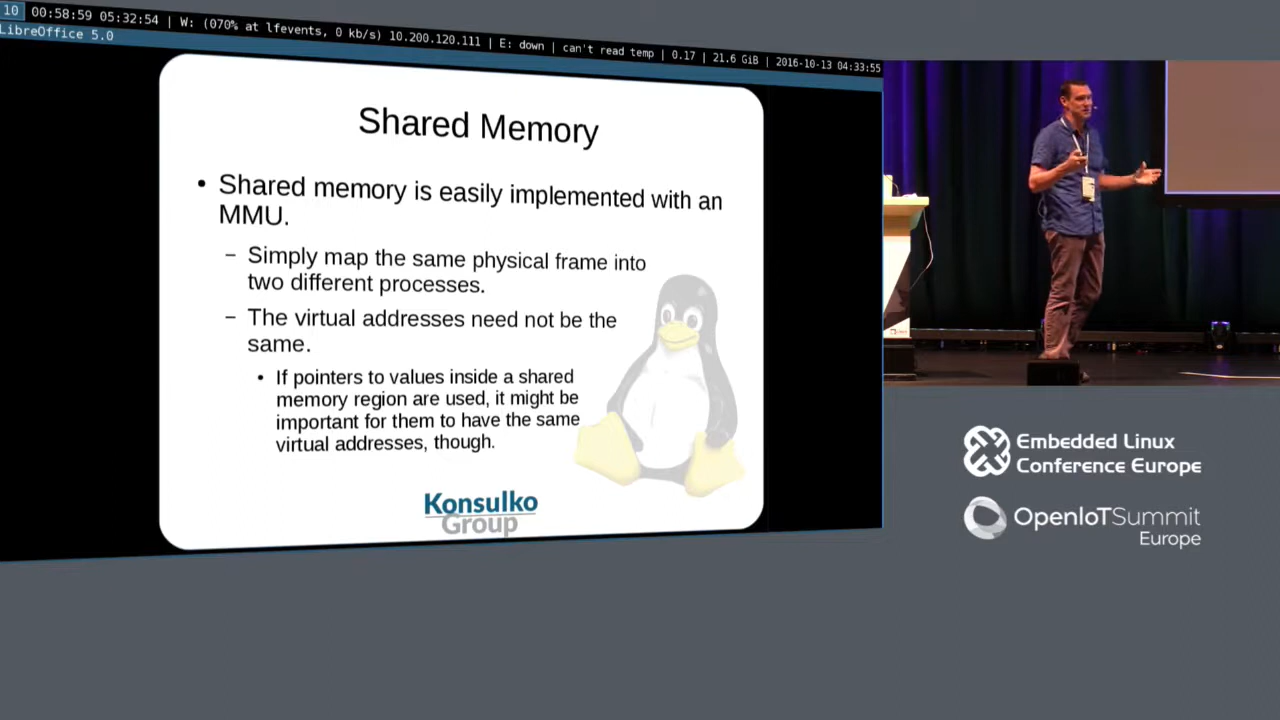 10 00:58:59 05:32:54 | W: (070% at lfevents, 0 kb/s) 10.200.120.111 | E: down | can't read temp | 0.17 | 21.6 GiB | 2016-10-13 04:33:55
LibreOffice 5.0
Shared Memory
• Shared memory is easily implemented with an
MMU.
– Simply map the same physical frame into
two different processes.
– The virtual addresses need not be the
same.
• If pointers to values inside a shared
memory region are used, it might be
important for them to have the same
virtual addresses, though.
Konsulko
Group
Embedded Linux
Conference Europe
OpenIoTSummit
Europe